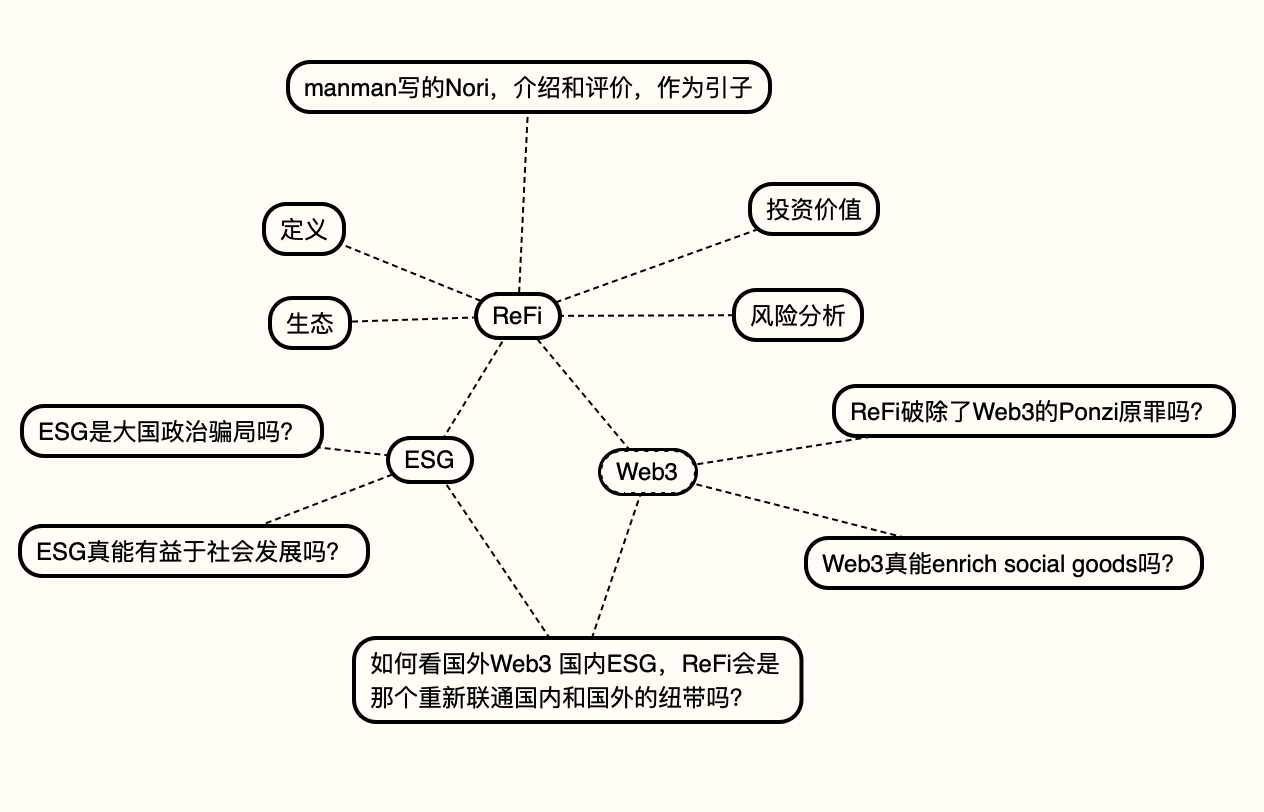 manman写的Nori，介绍和评价，作为引子
定义
投资价值
生态
ReFi
风险分析
ESG是大国政治骗局吗？
ReFi破除了Web3的Ponzi原罪吗？
ESG
Web3
ESG真能有益于社会发展吗？
Web3真能enrich social goods吗？
如何看国外Web3 国内ESG，ReFi会是
那个重新联通国内和国外的纽带吗？